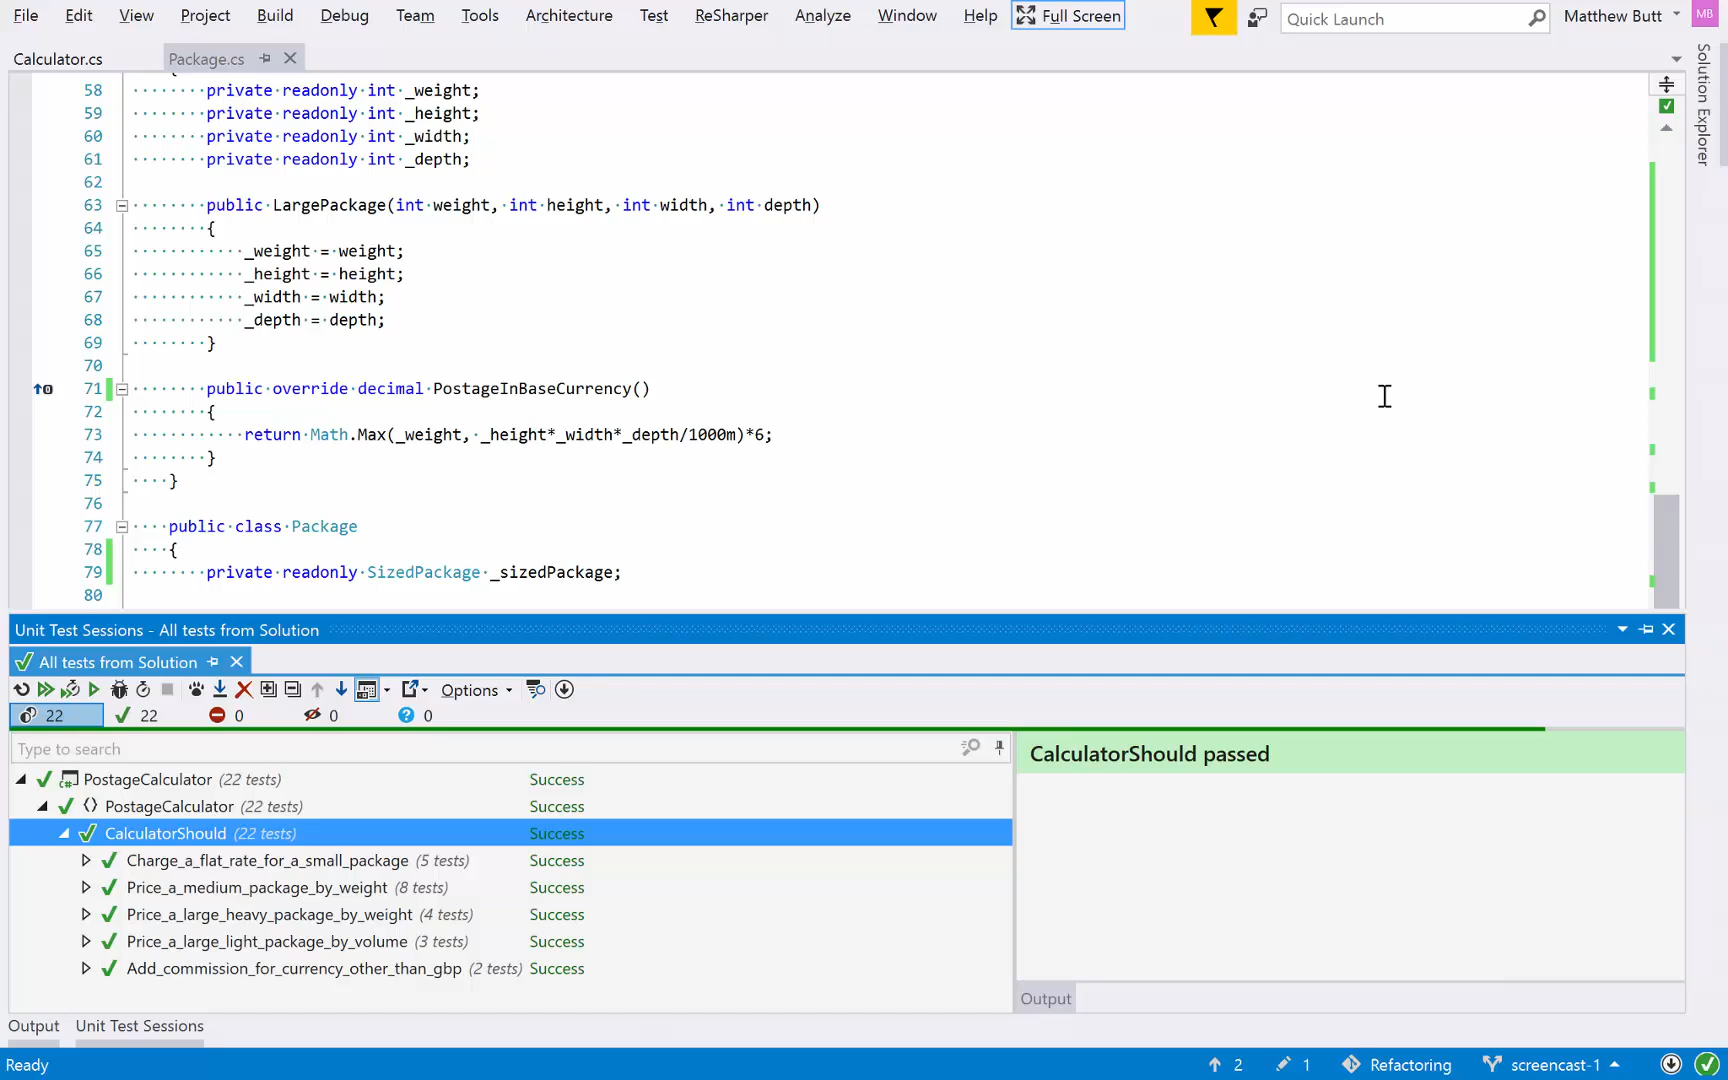 File Edit View Project Build Debug Team Tools Architecture Test ReSharper Analyze Window Help Full Screen Quick Launch Matthew Butt MB
Calculator.cs Package.cs
Solution Explorer
58 private readonly int _weight;
59 private readonly int _height;
60 private readonly int _width;
61 private readonly int _depth;
62
63 public LargePackage(int weight, int height, int width, int depth)
64 {
65 _weight = weight;
66 _height = height;
67 _width = width;
68 _depth = depth;
69 }
70
71 public override decimal PostageInBaseCurrency()
72 {
73 return Math.Max(_weight, _height*_width*_depth/1000m)*6;
74 }
75 }
76
77 public class Package
78 {
79 private readonly SizedPackage _sizedPackage;
80
Unit Test Sessions - All tests from Solution
All tests from Solution
Options
22 22 0 0 0
Type to search
CalculatorShould passed
PostageCalculator (22 tests) Success
PostageCalculator (22 tests) Success
CalculatorShould (22 tests) Success
Charge_a_flat_rate_for_a_small_package (5 tests) Success
Price_a_medium_package_by_weight (8 tests) Success
Price_a_large_heavy_package_by_weight (4 tests) Success
Price_a_large_light_package_by_volume (3 tests) Success
Add_commission_for_currency_other_than_gbp (2 tests) Success
Output
Output Unit Test Sessions
Ready 2 1 Refactoring screencast-1